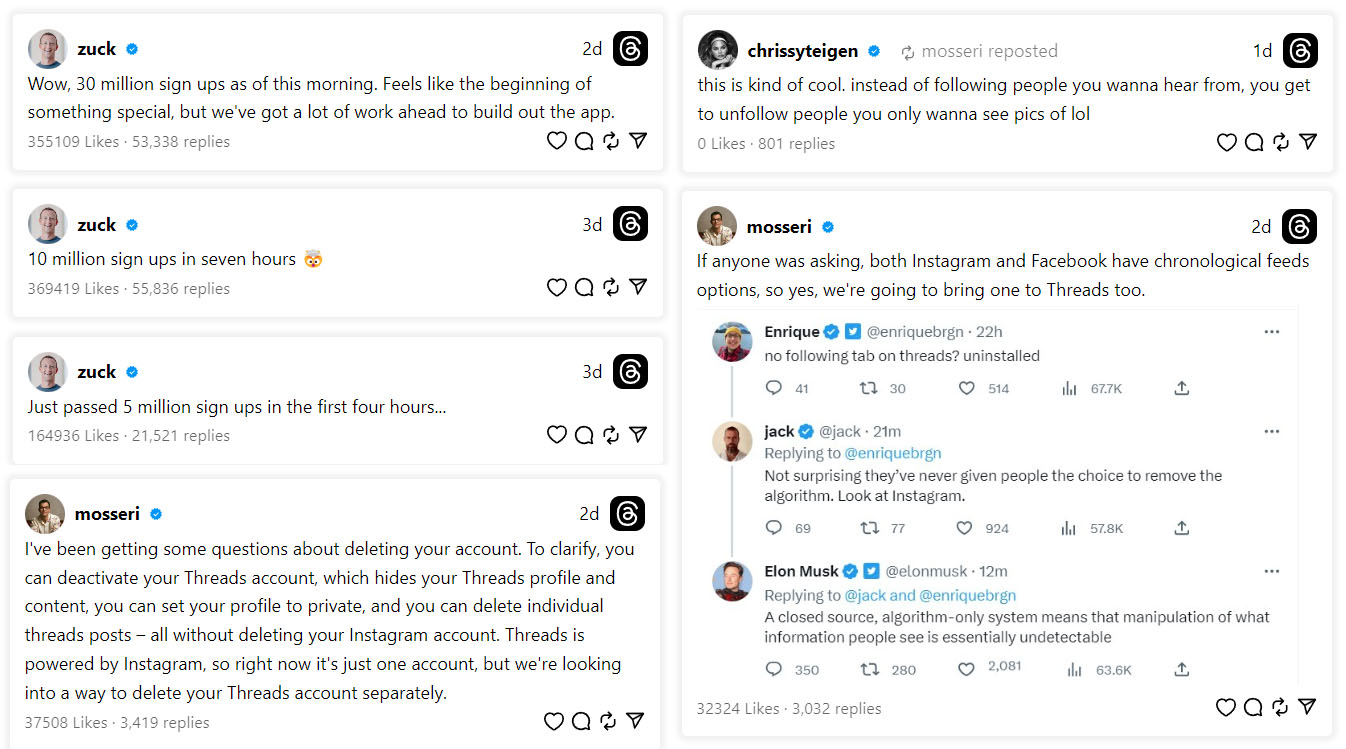 zuck 2d
Wow, 30 million sign ups as of this morning. Feels like the beginning of
something special, but we've got a lot of work ahead to build out the app.
355109 Likes · 53,338 replies
zuck 3d
10 million sign ups in seven hours 🤯
369419 Likes · 55,836 replies
zuck 3d
Just passed 5 million sign ups in the first four hours...
164936 Likes · 21,521 replies
mosseri 2d
I've been getting some questions about deleting your account. To clarify, you
can deactivate your Threads account, which hides your Threads profile and
content, you can set your profile to private, and you can delete individual
threads posts – all without deleting your Instagram account. Threads is
powered by Instagram, so right now it's just one account, but we're looking
into a way to delete your Threads account separately.
37508 Likes · 3,419 replies
chrissyteigen mosseri reposted 1d
this is kind of cool. instead of following people you wanna hear from, you get
to unfollow people you only wanna see pics of lol
0 Likes · 801 replies
mosseri 2d
If anyone was asking, both Instagram and Facebook have chronological feeds
options, so yes, we're going to bring one to Threads too.
Enrique @enriquebrgn · 22h
no following tab on threads? uninstalled
41 30 514 67.7K
jack @jack · 21m
Replying to @enriquebrgn
Not surprising they've never given people the choice to remove the
algorithm. Look at Instagram.
69 77 924 57.8K
Elon Musk @elonmusk · 12m
Replying to @jack and @enriquebrgn
A closed source, algorithm-only system means that manipulation of what
information people see is essentially undetectable
350 280 2,081 63.6K
32324 Likes · 3,032 replies